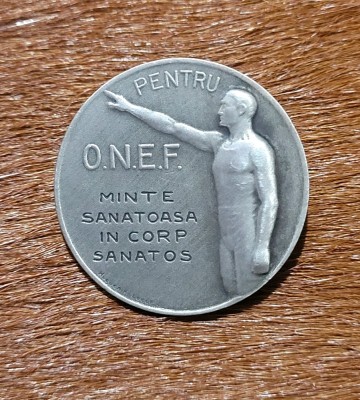 PENTRU
O.N.E.F.
MINTE
SANATOASA
IN CORP
SANATOS